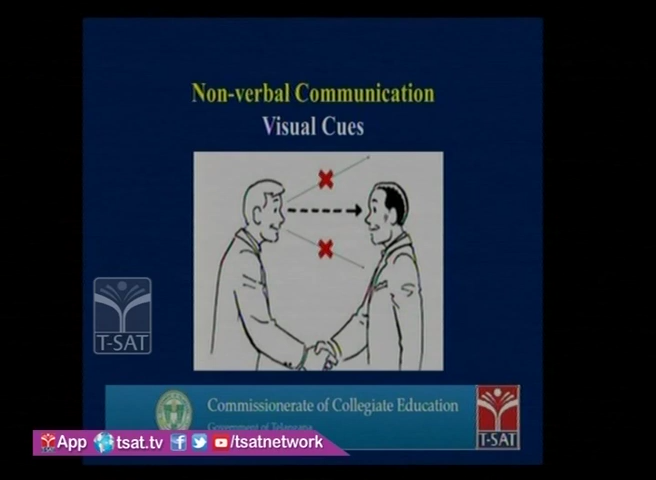 Non-verbal Communication
Visual Cues
T-SAT
Commissionerate of Collegiate Education
Government of Telangana
T-SAT
App tsat.tv /tsatnetwork